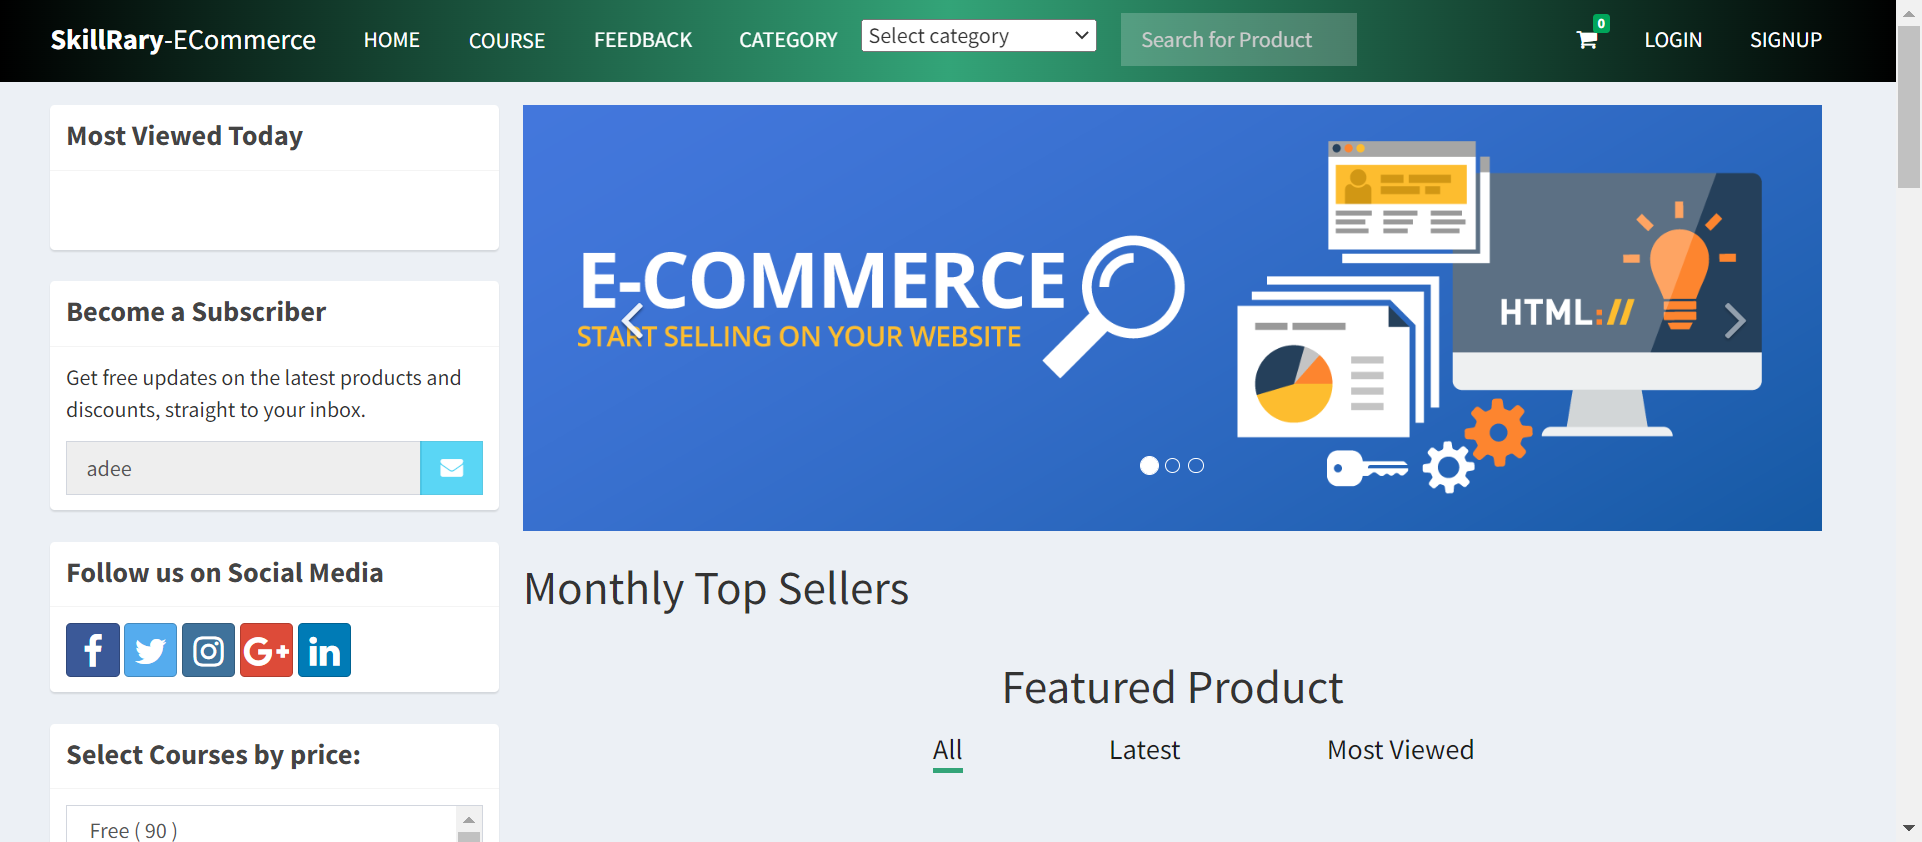 SkillRary-ECommerce HOME COURSE FEEDBACK CATEGORY Select category Search for Product 0 LOGIN SIGNUP
Most Viewed Today
Become a Subscriber
Get free updates on the latest products and
discounts, straight to your inbox.
adee
Follow us on Social Media
f G+ in
Select Courses by price:
Free ( 90 )
E-COMMERCE
START SELLING ON YOUR WEBSITE
HTML://
Monthly Top Sellers
Featured Product
All Latest Most Viewed